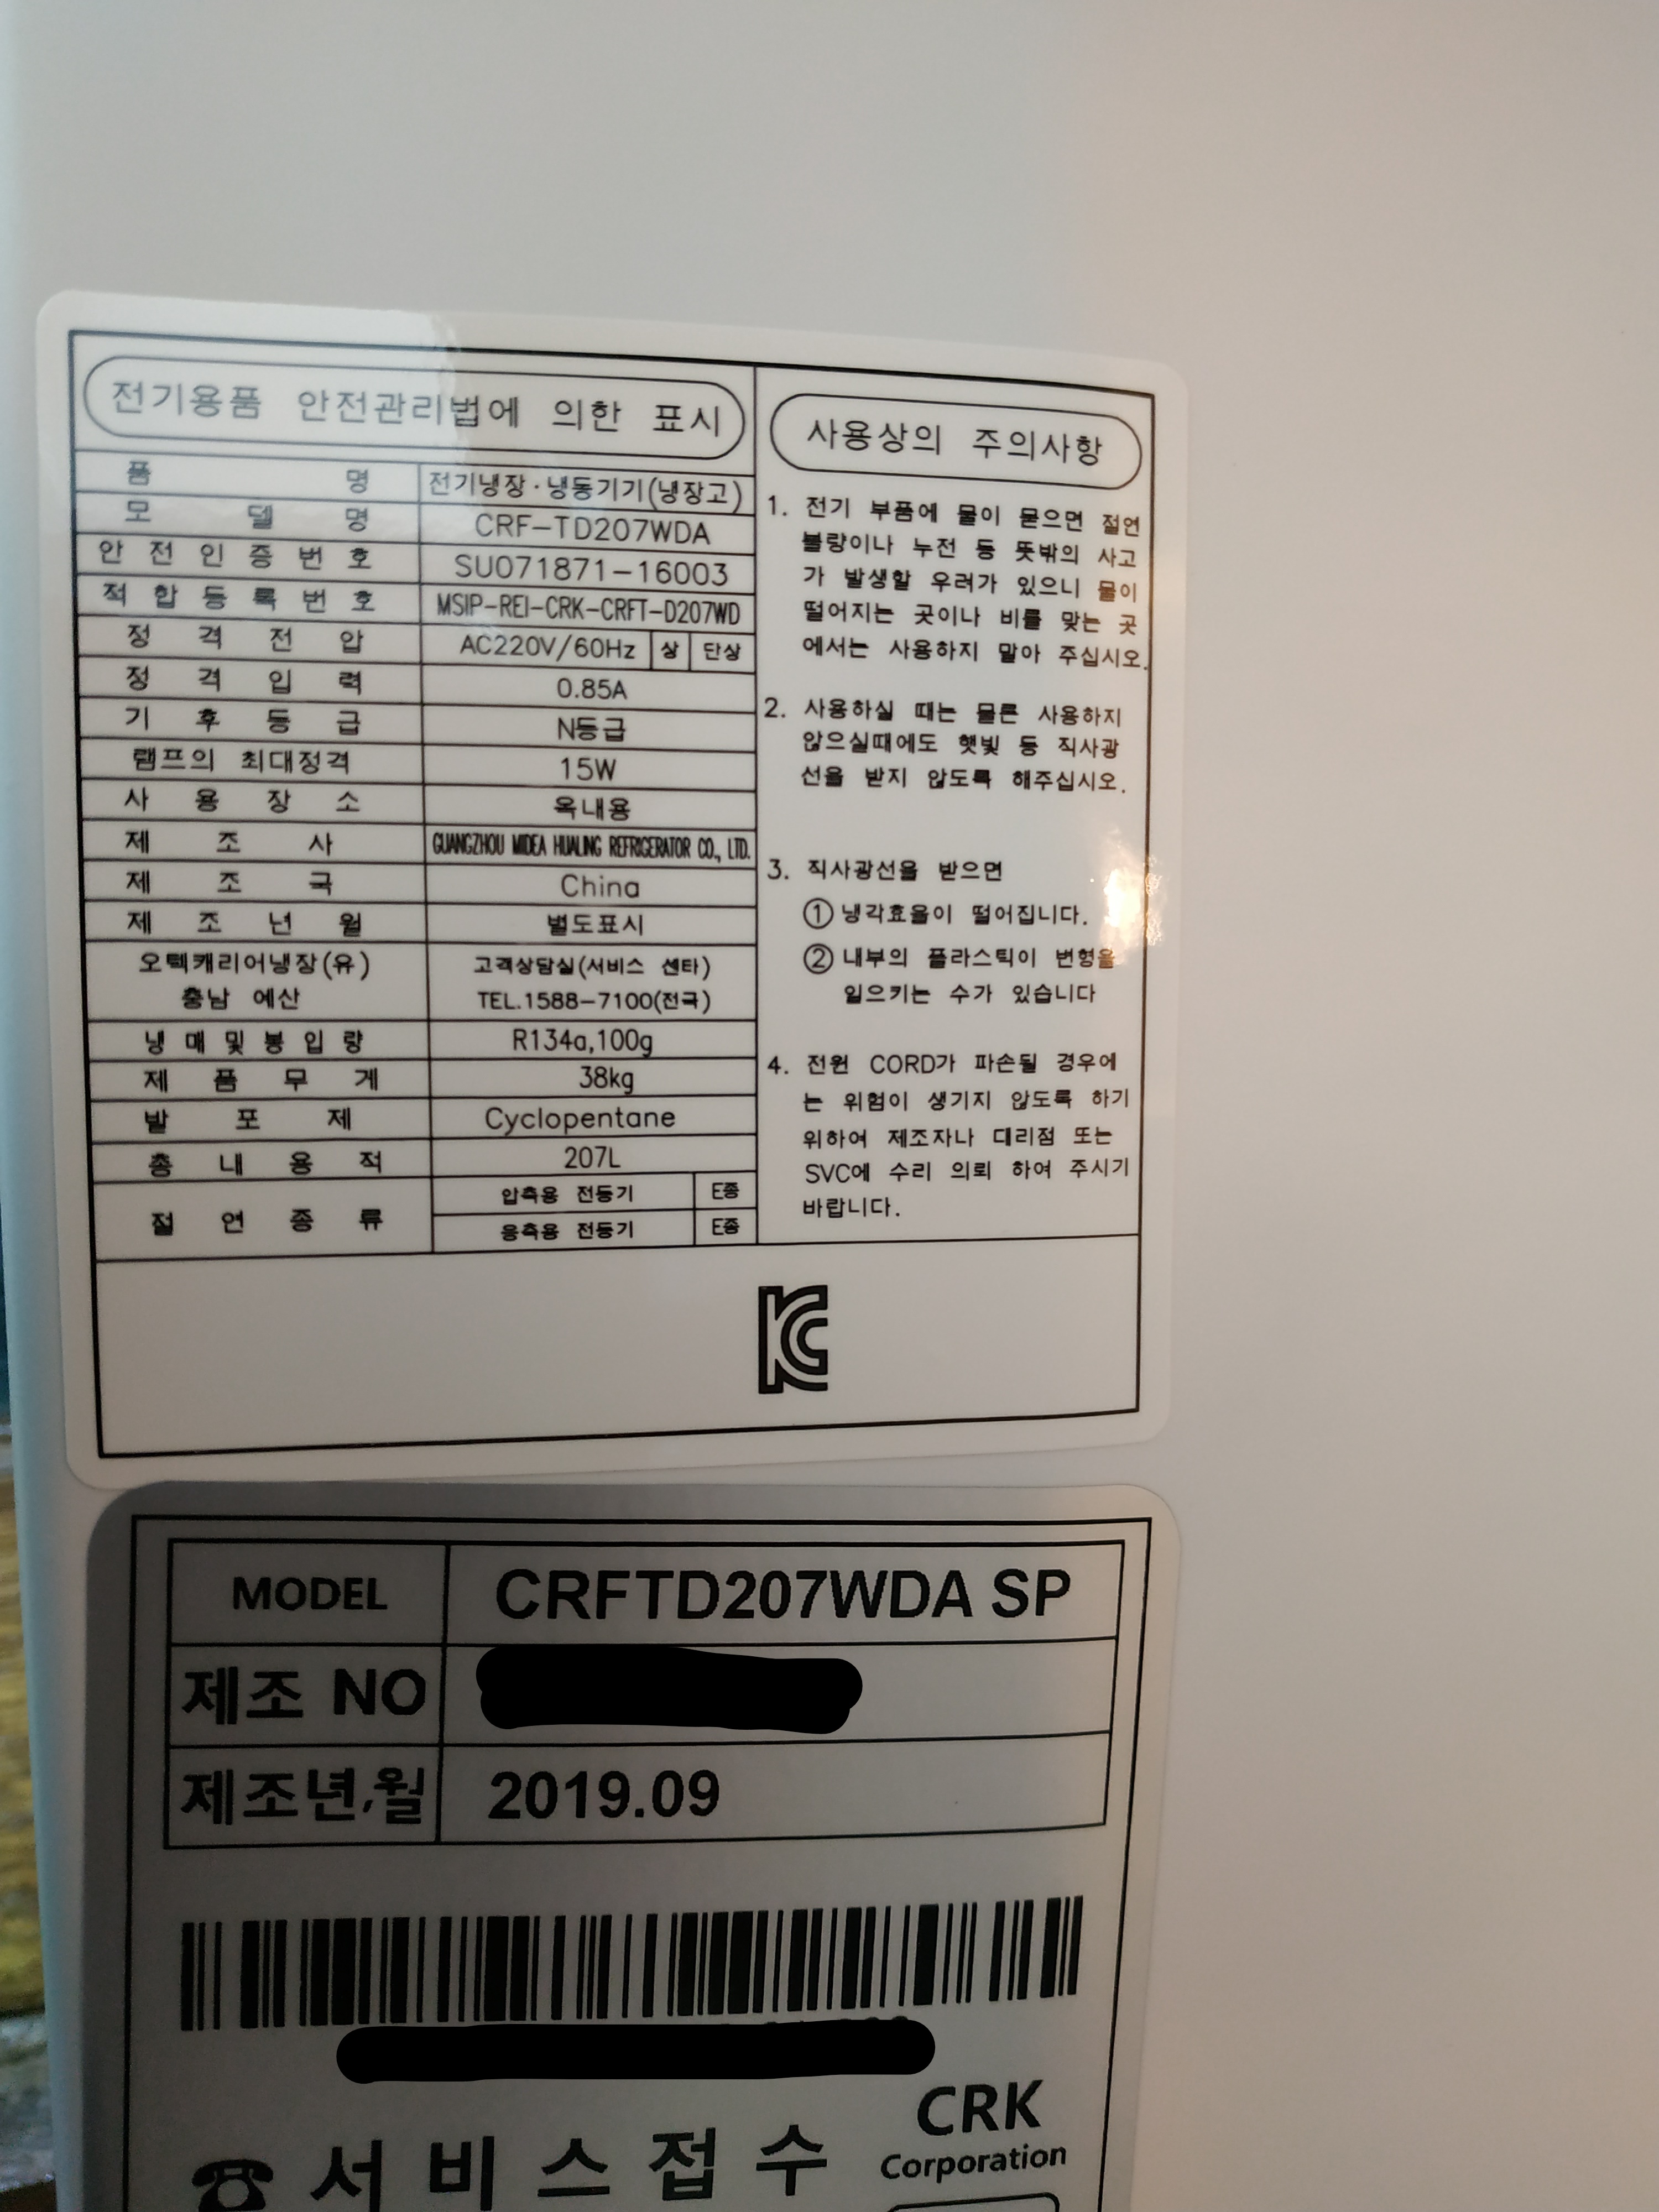 전기용품 안전관리법에 의한 표시
품명 전기냉장·냉동기기(냉장고)
모델명 CRF-TD207WDA
안전인증번호 SU071871-16003
적합등록번호 MSIP-REI-CRK-CRFT-D207WD
정격전압 AC220V/60Hz 상 단상
정격입력 0.85A
기후등급 N등급
램프의 최대정격 15W
사용장소 옥내용
제조사 GUANGZHOU MIDEA HUALING REFRIGERATOR CO., LTD.
제조국 China
제조년월 별도표시
오텍캐리어냉장(유) 고객상담실(서비스 센타)
충남 예산 TEL.1588-7100(전국)
냉매및봉입량 R134a,100g
제품무게 38kg
발포제 Cyclopentane
총내용적 207L
절연종류 압축용 전동기 E종
응축용 전동기 E종
사용상의 주의사항
1. 전기 부품에 물이 묻으면 절연
불량이나 누전 등 뜻밖의 사고
가 발생할 우려가 있으니 물이
떨어지는 곳이나 비를 맞는 곳
에서는 사용하지 말아 주십시오.
2. 사용하실 때는 물론 사용하지
않으실때에도 햇빛 등 직사광
선을 받지 않도록 해주십시오.
3. 직사광선을 받으면
① 냉각효율이 떨어집니다.
② 내부의 플라스틱이 변형을
일으키는 수가 있습니다
4. 전원 CORD가 파손될 경우에
는 위험이 생기지 않도록 하기
위하여 제조자나 대리점 또는
SVC에 수리 의뢰 하여 주시기
바랍니다.
KC
MODEL CRFTD207WDA SP
제조 NO
제조년,월 2019.09
CRK
Corporation
☎ 서비스접수